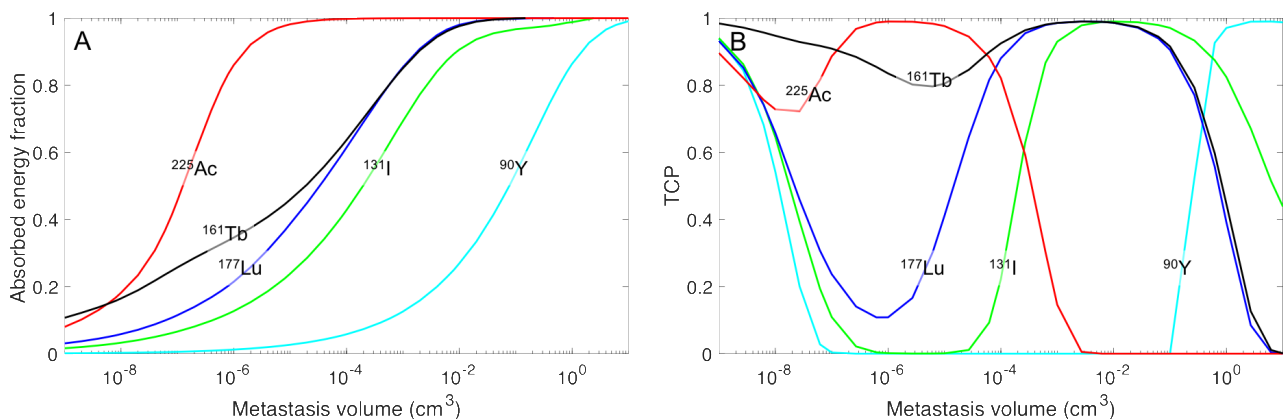 A
Absorbed energy fraction
1
0.8
0.6
0.4
0.2
0
²²⁵Ac
¹³¹I
⁹⁰Y
¹⁶¹Tb
¹⁷⁷Lu
10⁻⁸
10⁻⁶
10⁻⁴
10⁻²
10⁰
Metastasis volume (cm³)
B
TCP
1
0.8
0.6
0.4
0.2
0
¹⁶¹Tb
²²⁵Ac
¹⁷⁷Lu
¹³¹I
⁹⁰Y
10⁻⁸
10⁻⁶
10⁻⁴
10⁻²
10⁰
Metastasis volume (cm³)